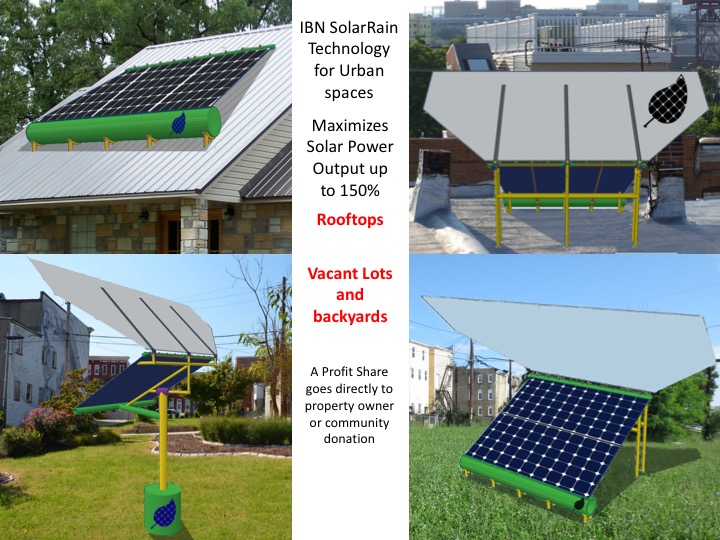 IBN SolarRain
Technology
for Urban
spaces
Maximizes
Solar Power
Output up
to 150%
Rooftops
Vacant Lots
and
backyards
A Profit Share
goes directly to
property owner
or community
donation